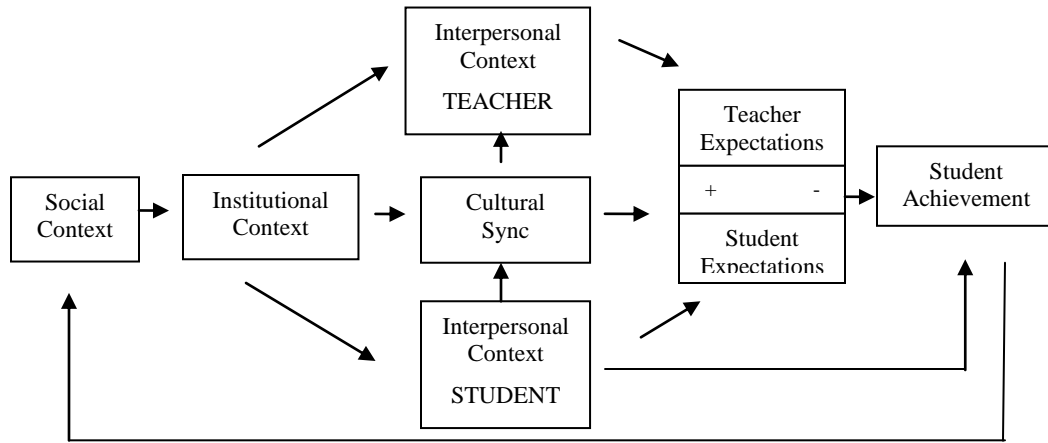 Interpersonal
Context
TEACHER
Teacher
Expectations
+ -
Student
Expectations
Student
Achievement
Social
Context
Institutional
Context
Cultural
Sync
Interpersonal
Context
STUDENT